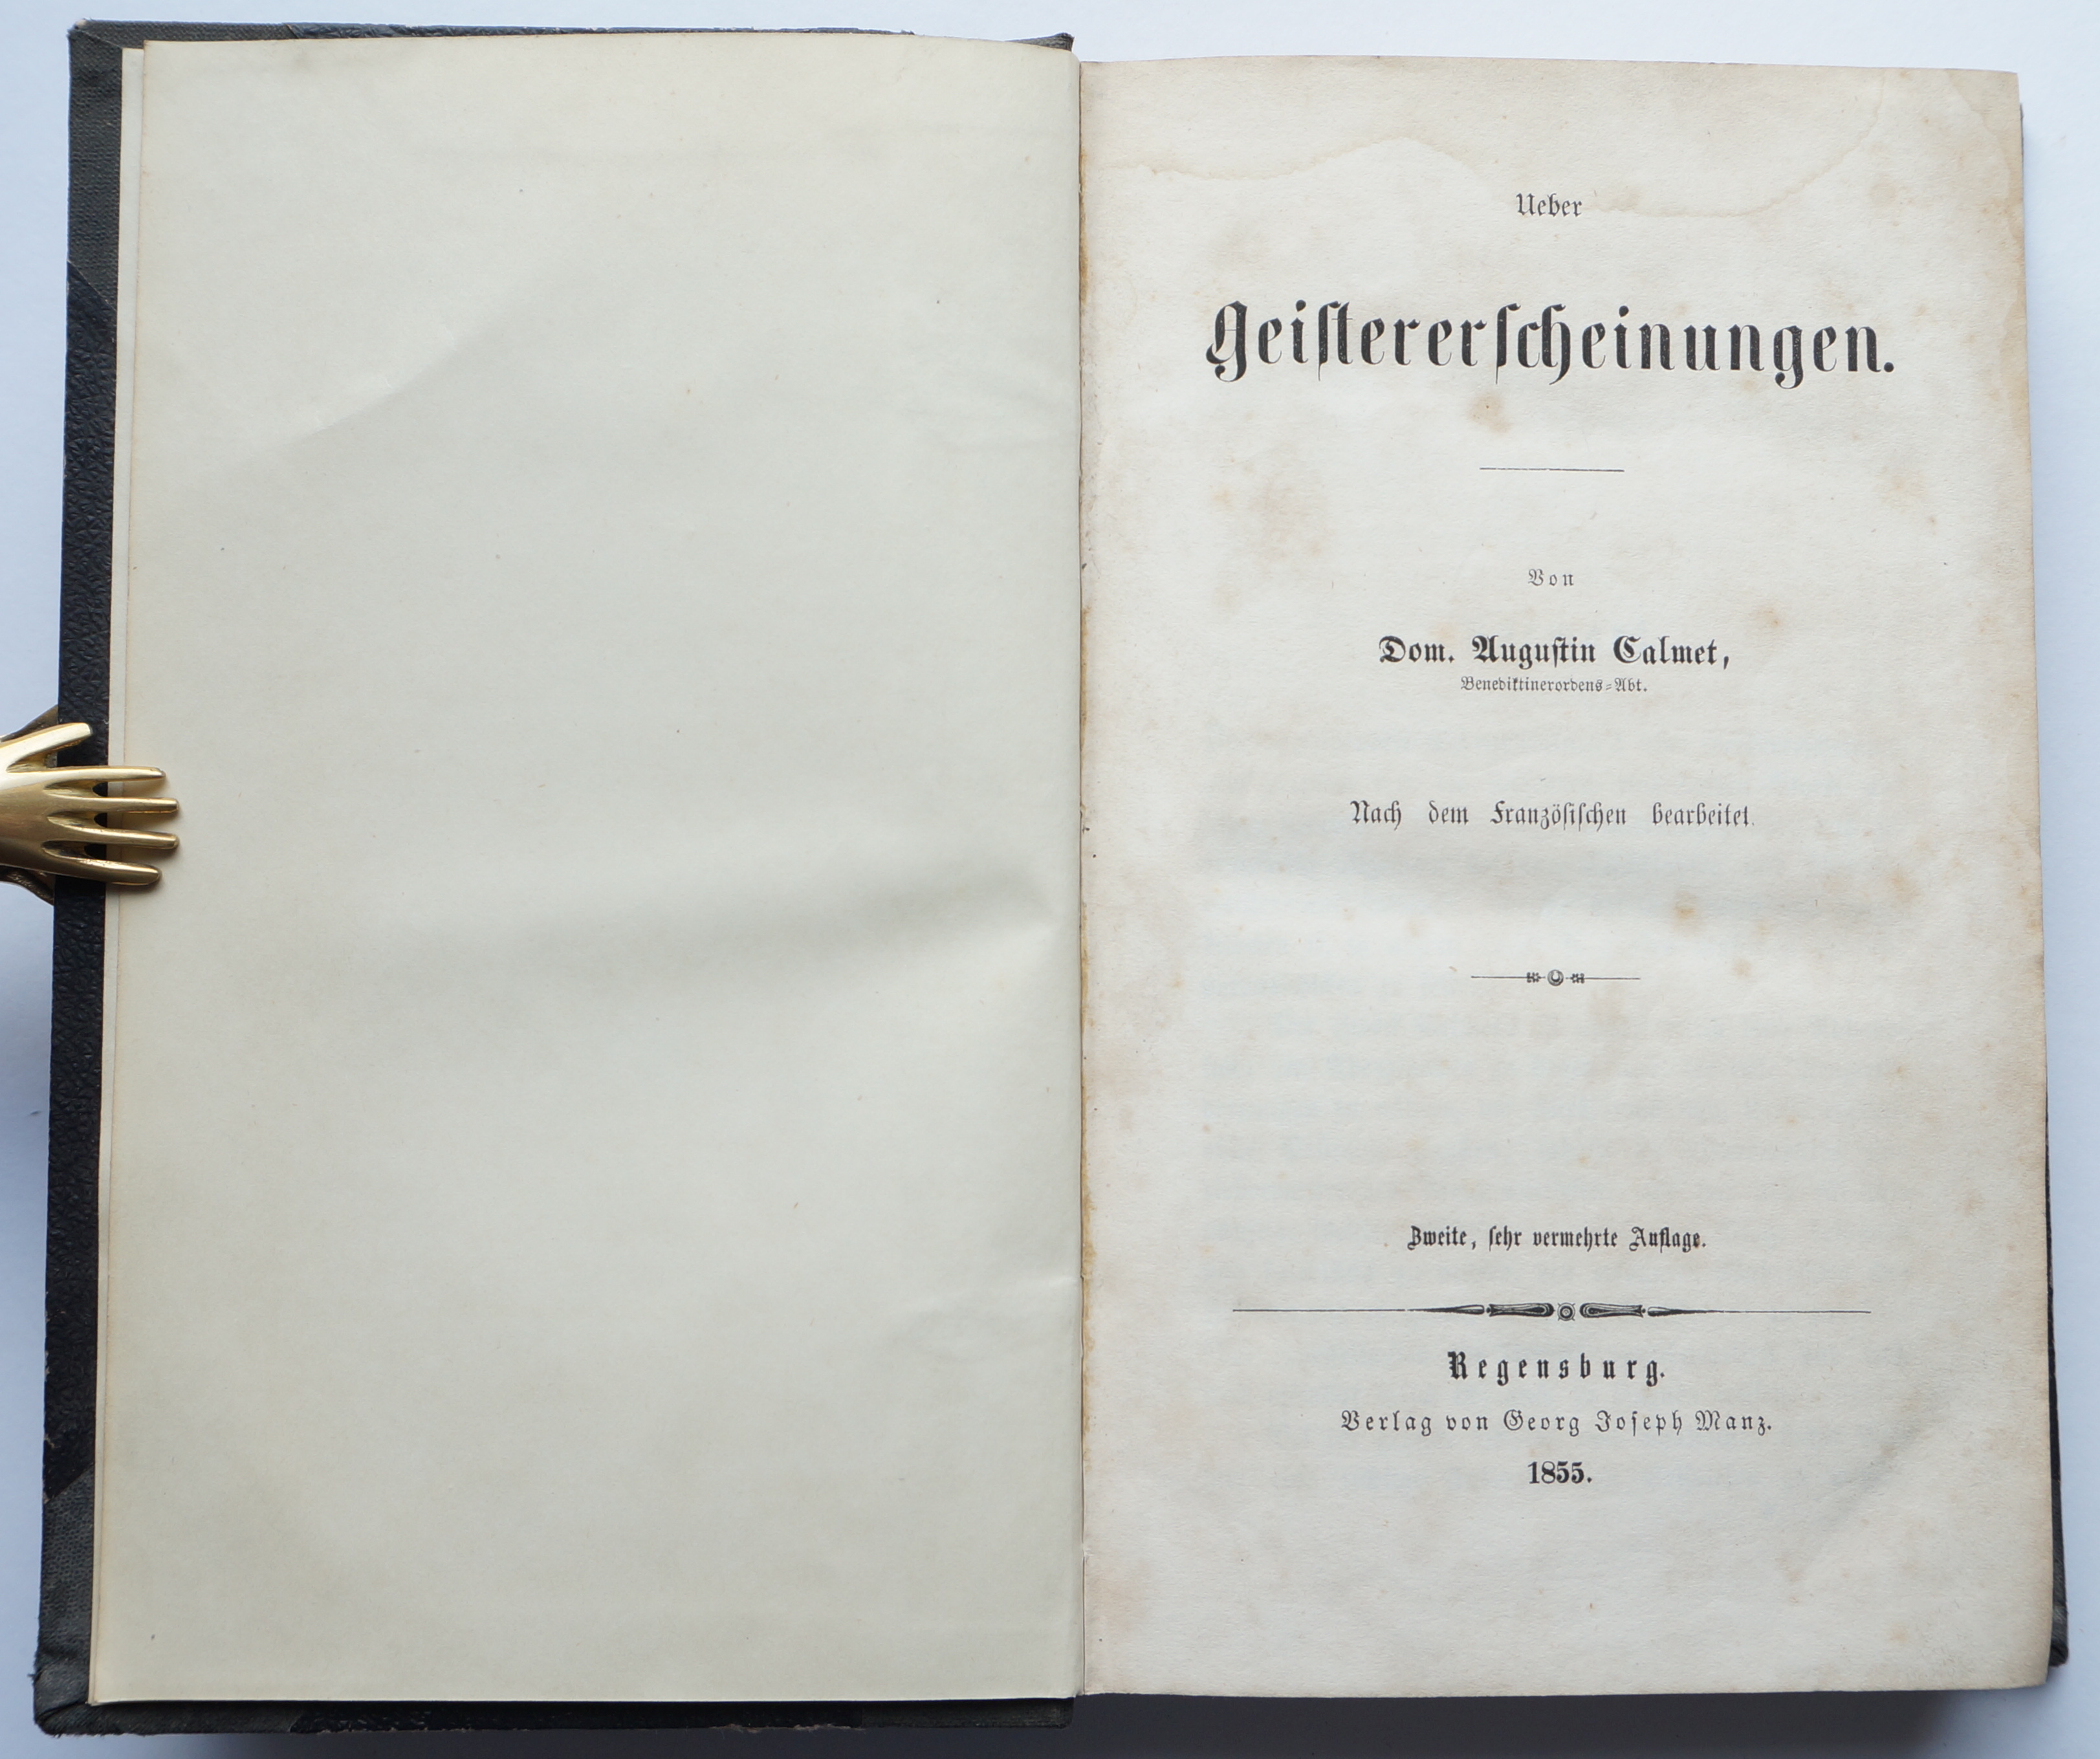 Ueber
Geiſtererſcheinungen.
Von
Dom. Auguſtin Calmet,
Benediktinerordens⸗Abt.
Nach dem Franzöſiſchen bearbeitet.
Zweite, ſehr vermehrte Auflage.
Regensburg.
Verlag von Georg Joſeph Manz.
1855.